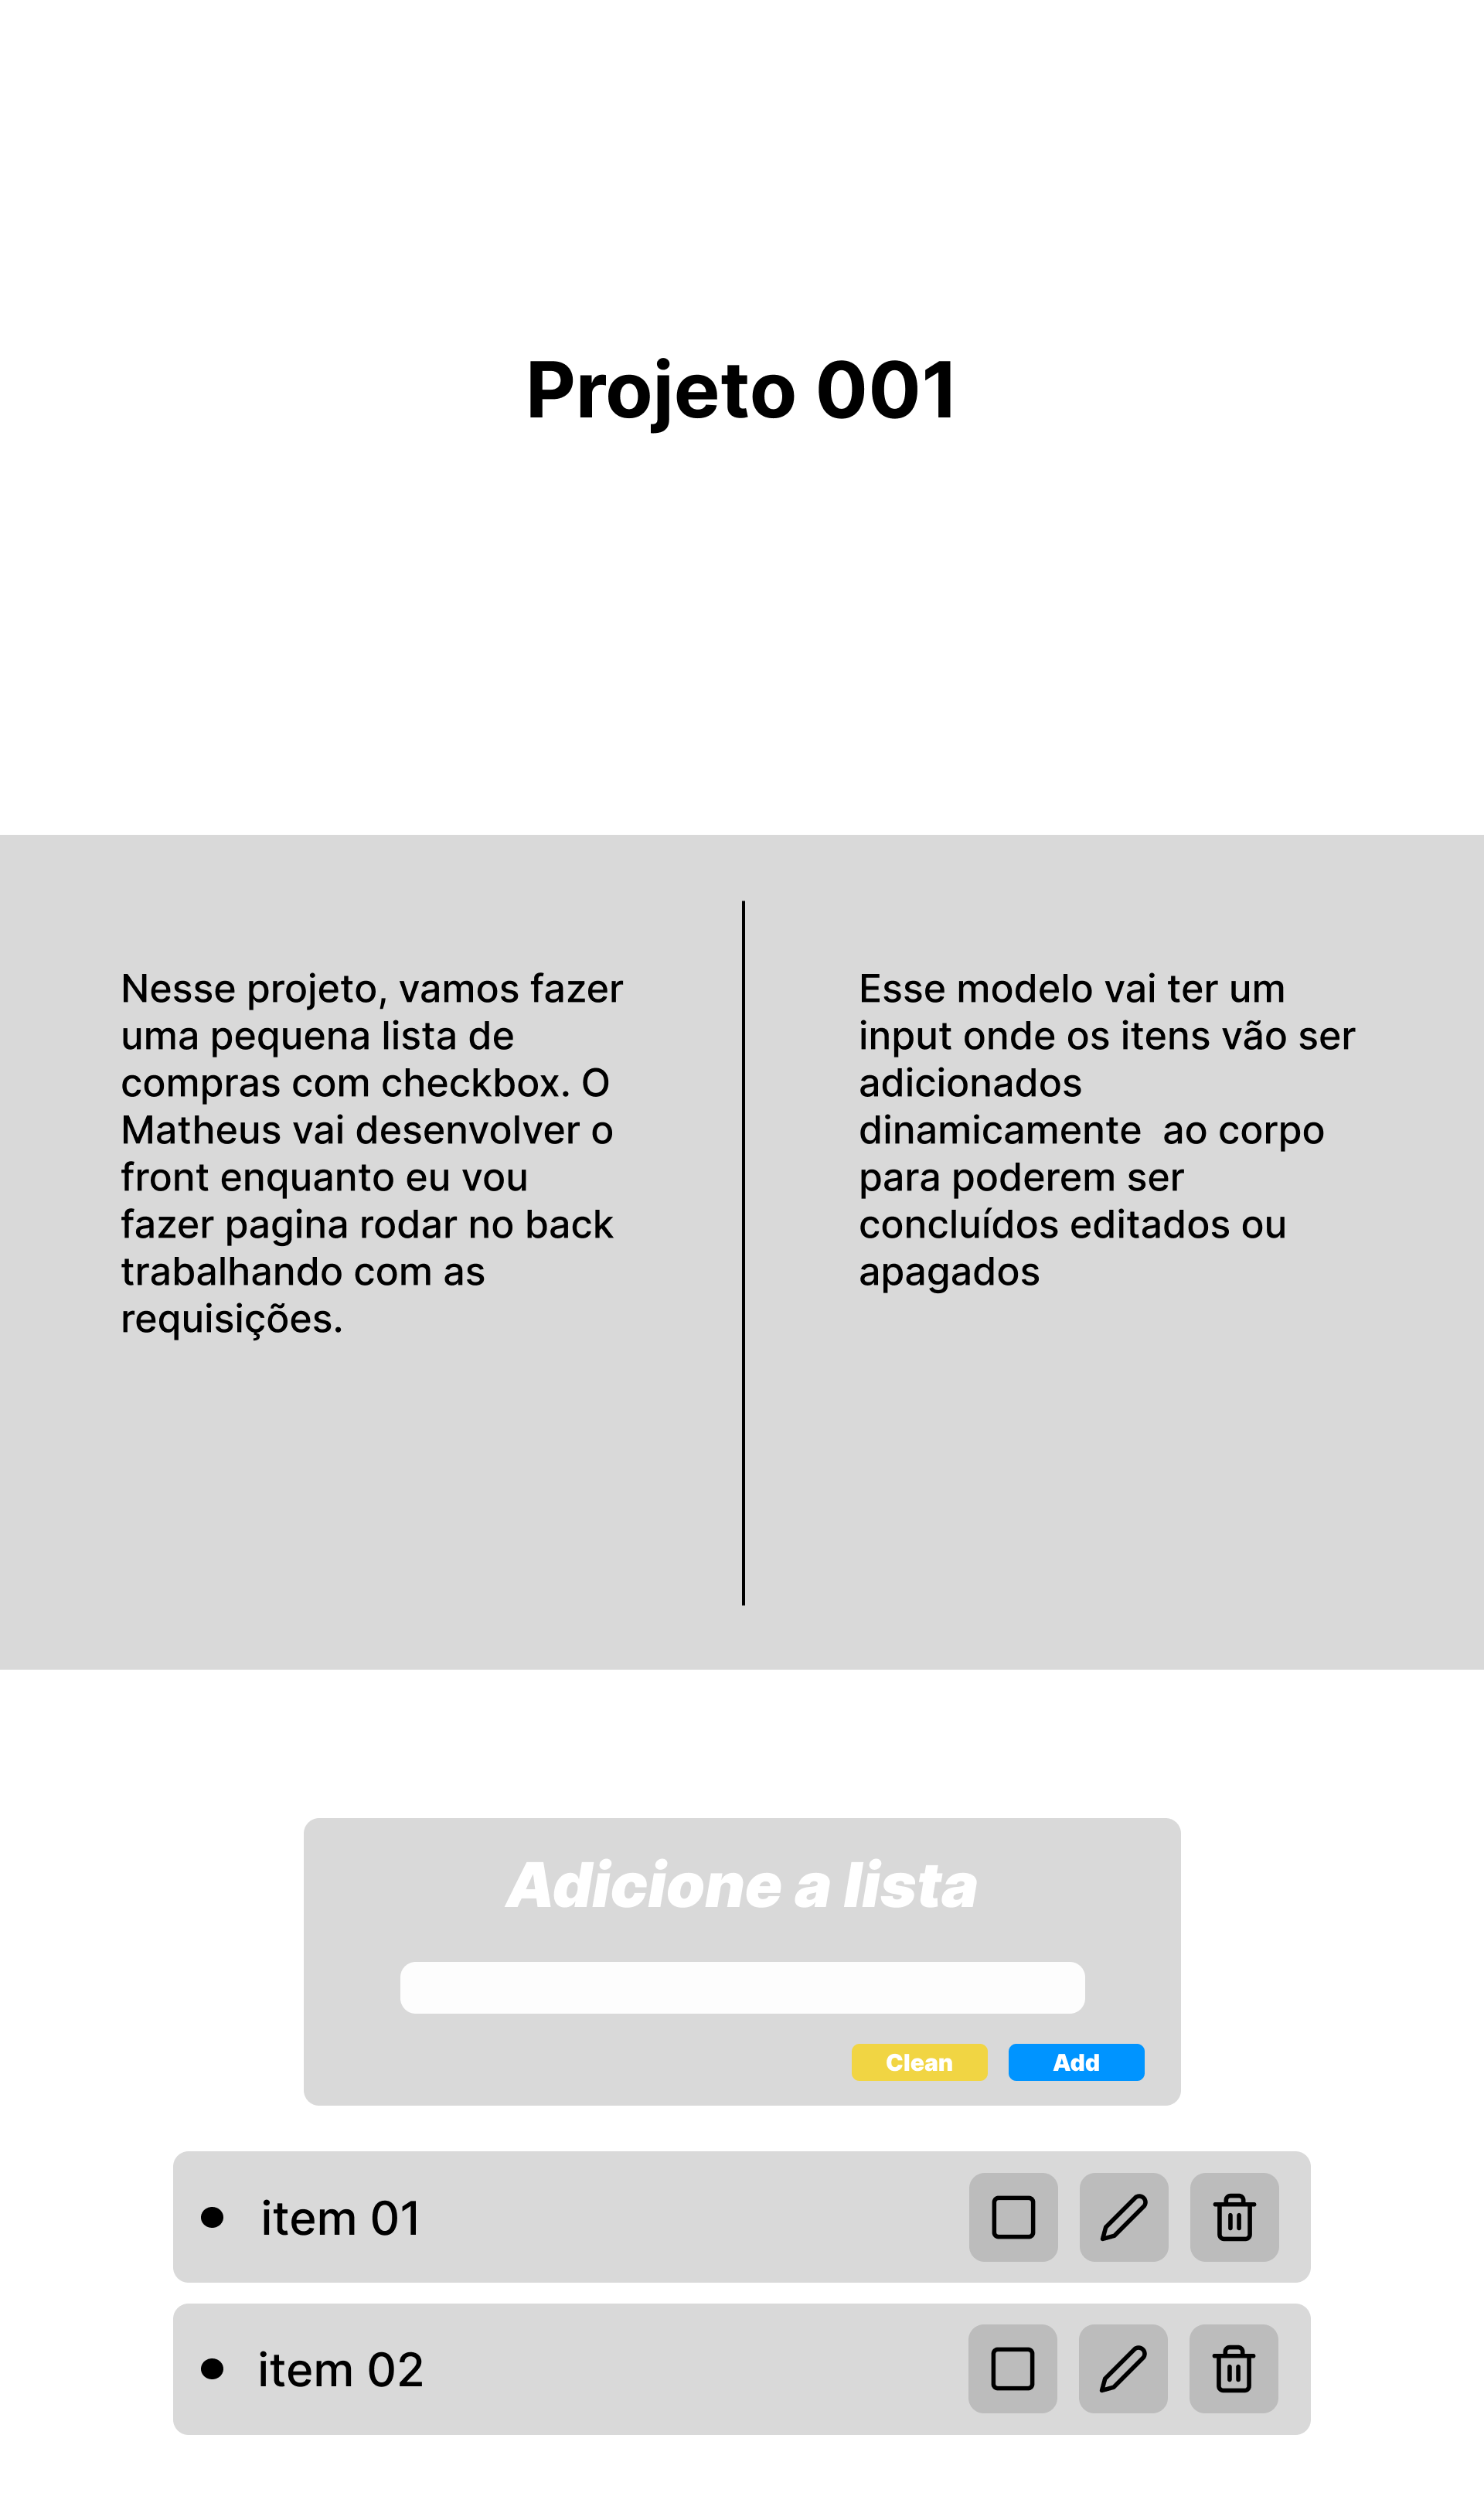 Projeto 001
Nesse projeto, vamos fazer
uma pequena lista de
compras com checkbox. O
Matheus vai desenvolver o
front enquanto eu vou
fazer pagina rodar no back
trabalhando com as
requisições.
Esse modelo vai ter um
input onde os itens vão ser
adicionados
dinamicamente  ao corpo
para poderem ser
concluídos editados ou
apagados
Adicione a lista
Clean
Add
item 01
item 02